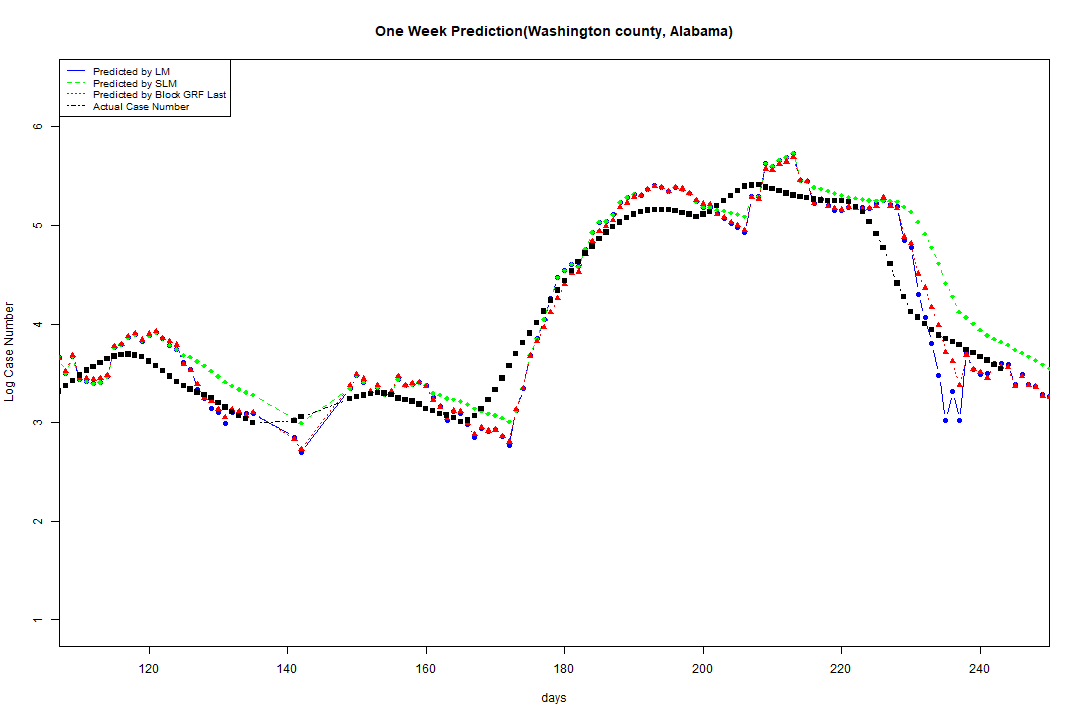 One Week Prediction(Washington county, Alabama)
Predicted by LM
Predicted by SLM
Predicted by Block GRF Last
Actual Case Number
6
5
4
3
2
1
Log Case Number
120 140 160 180 200 220 240
days